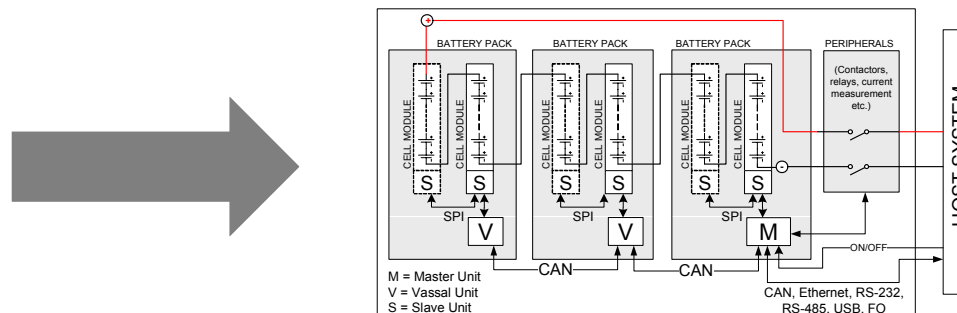 +
BATTERY PACK
BATTERY PACK
BATTERY PACK
PERIPHERALS
(Contactors,
relays, current
measurement
etc.)
CELL MODULE
CELL MODULE
CELL MODULE
CELL MODULE
CELL MODULE
CELL MODULE
HOST SYSTEM
-
S
S
S
S
S
S
SPI
SPI
SPI
V
V
M
ON/OFF
CAN
CAN
M = Master Unit
V = Vassal Unit
S = Slave Unit
CAN, Ethernet, RS-232,
RS-485, USB, FO